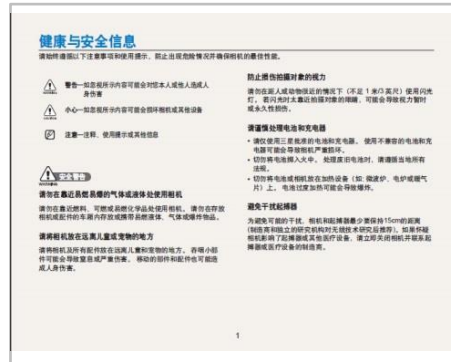 健康与安全信息
请始终遵循以下注意事项和使用提示，防止出现危险情况并确保相机的最佳性能。
警告—如忽视所示内容可能会对您本人或他人造成人
身伤害
小心—如忽视所示内容可能会损坏相机或其他设备
注意—注释、使用提示或其他信息
安全警告
请勿在靠近易燃易爆的气体或液体处使用相机
请勿在靠近燃料、可燃或易燃化学品处使用相机。请勿在存放
相机或配件的车厢内存放或携带易燃液体、气体或爆炸物品。
请将相机放在远离儿童或宠物的地方
请将相机及所有配件放在远离儿童和宠物的地方。吞咽小部
件可能会导致窒息或严重伤害。移动的部件和配件也可能造
成人身伤害。
防止损伤拍摄对象的视力
请勿在距人或动物很近的情况下（不足 1 米/3 英尺）使用闪光
灯。若闪光时太靠近拍摄对象的眼睛，可能会导致视力暂时
或永久性损伤。
请谨慎处理电池和充电器
• 请仅使用三星批准的电池和充电器。使用不兼容的电池和充
电器可能会导致相机严重损坏。
• 切勿将电池掷入火中。处理废旧电池时，请遵循当地所有
法规。
• 切勿将电池或相机放在加热设备（如: 微波炉、电炉或暖气
片）上。电池过度加热可能会导致爆炸。
避免干扰起搏器
为避免可能的干扰，相机和起搏器最少要保持15cm的距离
(制造商和独立的研究机构对无线技术研究后推荐)。如果怀疑
相机影响了起搏器或其他医疗设备，请立即关闭相机并联系起
搏器或医疗设备的制造商。
1